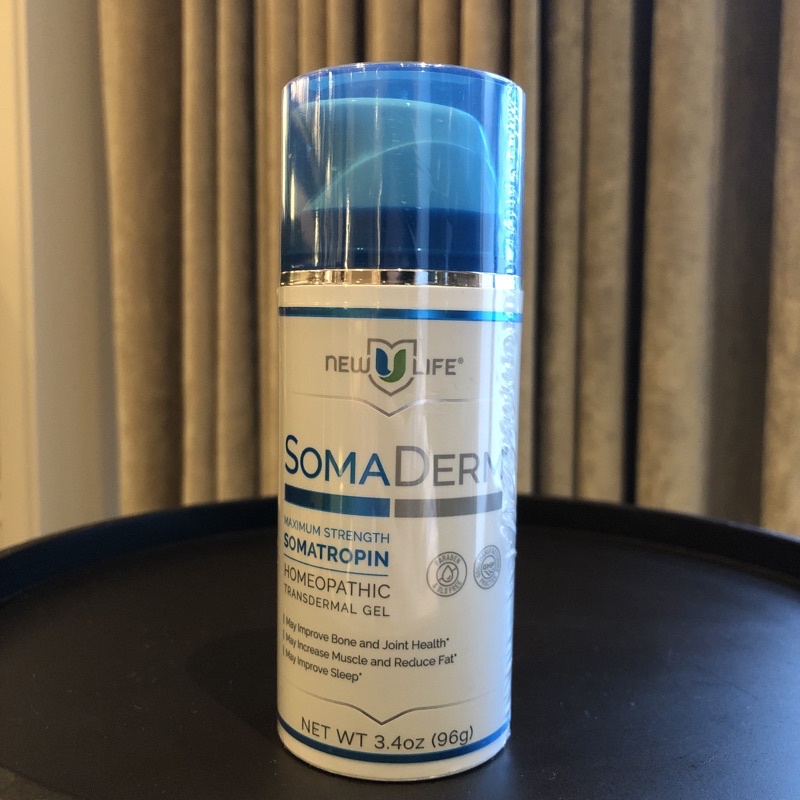 NEW LIFE®
SOMADERM
MAXIMUM STRENGTH
SOMATROPIN
HOMEOPATHIC
TRANSDERMAL GEL
PARABEN
May Improve Bone and Joint Health*
May Increase Muscle and Reduce Fat*
May Improve Sleep*
NET WT 3.4oz (96g)